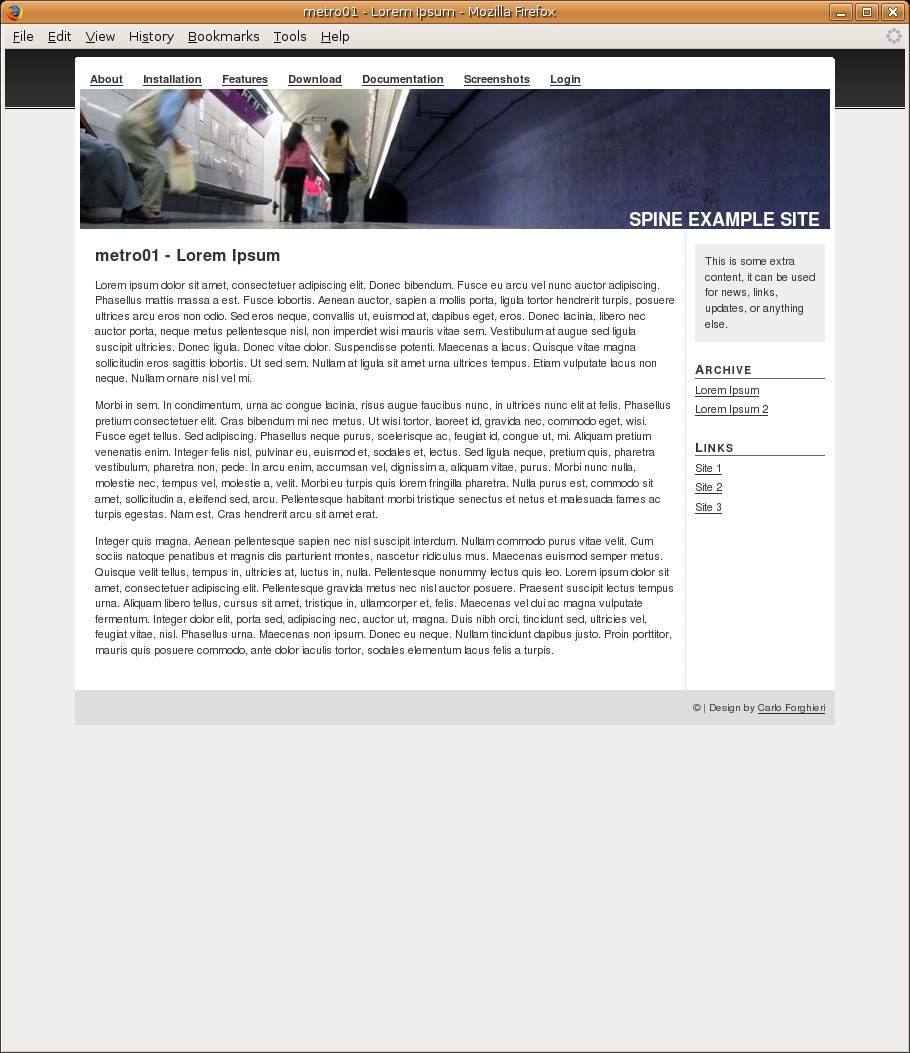 metro01 - Lorem Ipsum - Mozilla Firefox
File Edit View History Bookmarks Tools Help
About Installation Features Download Documentation Screenshots Login
SPINE EXAMPLE SITE
metro01 - Lorem Ipsum
Lorem ipsum dolor sit amet, consectetuer adipiscing elit. Donec bibendum. Fusce eu arcu vel nunc auctor adipiscing.
Phasellus mattis massa a est. Fusce lobortis. Aenean auctor, sapien a mollis porta, ligula tortor hendrerit turpis, posuere
ultrices arcu eros non odio. Sed eros neque, convallis ut, euismod at, dapibus eget, eros. Donec lacinia, libero nec
auctor porta, neque metus pellentesque nisl, non imperdiet wisi mauris vitae sem. Vestibulum at augue sed ligula
suscipit ultricies. Donec ligula. Donec vitae dolor. Suspendisse potenti. Maecenas a lacus. Quisque vitae magna
sollicitudin eros sagittis lobortis. Ut sed sem. Nullam at ligula sit amet urna ultrices tempus. Etiam vulputate lacus non
neque. Nullam ornare nisl vel mi.
Morbi in sem. In condimentum, urna ac congue lacinia, risus augue faucibus nunc, in ultrices nunc elit at felis. Phasellus
pretium consectetuer elit. Cras bibendum mi nec metus. Ut wisi tortor, laoreet id, gravida nec, commodo eget, wisi.
Fusce eget tellus. Sed adipiscing. Phasellus neque purus, scelerisque ac, feugiat id, congue ut, mi. Aliquam pretium
venenatis enim. Integer felis nisl, pulvinar eu, euismod et, sodales et, lectus. Sed ligula neque, pretium quis, pharetra
vestibulum, pharetra non, pede. In arcu enim, accumsan vel, dignissim a, aliquam vitae, purus. Morbi nunc nulla,
molestie nec, tempus vel, molestie a, velit. Morbi eu turpis quis lorem fringilla pharetra. Nulla purus est, commodo sit
amet, sollicitudin a, eleifend sed, arcu. Pellentesque habitant morbi tristique senectus et netus et malesuada fames ac
turpis egestas. Nam est. Cras hendrerit arcu sit amet erat.
Integer quis magna. Aenean pellentesque sapien nec nisl suscipit interdum. Nullam commodo purus vitae velit. Cum
sociis natoque penatibus et magnis dis parturient montes, nascetur ridiculus mus. Maecenas euismod semper metus.
Quisque velit tellus, tempus in, ultricies at, luctus in, nulla. Pellentesque nonummy lectus quis leo. Lorem ipsum dolor sit
amet, consectetuer adipiscing elit. Pellentesque gravida metus nec nisl auctor posuere. Praesent suscipit lectus tempus
urna. Aliquam libero tellus, cursus sit amet, tristique in, ullamcorper et, felis. Maecenas vel dui ac magna vulputate
fermentum. Integer dolor elit, porta sed, adipiscing nec, auctor ut, magna. Duis nibh orci, tincidunt sed, ultricies vel,
feugiat vitae, nisl. Phasellus urna. Maecenas non ipsum. Donec eu neque. Nullam tincidunt dapibus justo. Proin porttitor,
mauris quis posuere commodo, ante dolor iaculis tortor, sodales elementum lacus felis a turpis.
This is some extra
content, it can be used
for news, links,
updates, or anything
else.
ARCHIVE
Lorem Ipsum
Lorem Ipsum 2
LINKS
Site 1
Site 2
Site 3
© | Design by Carlo Forghieri